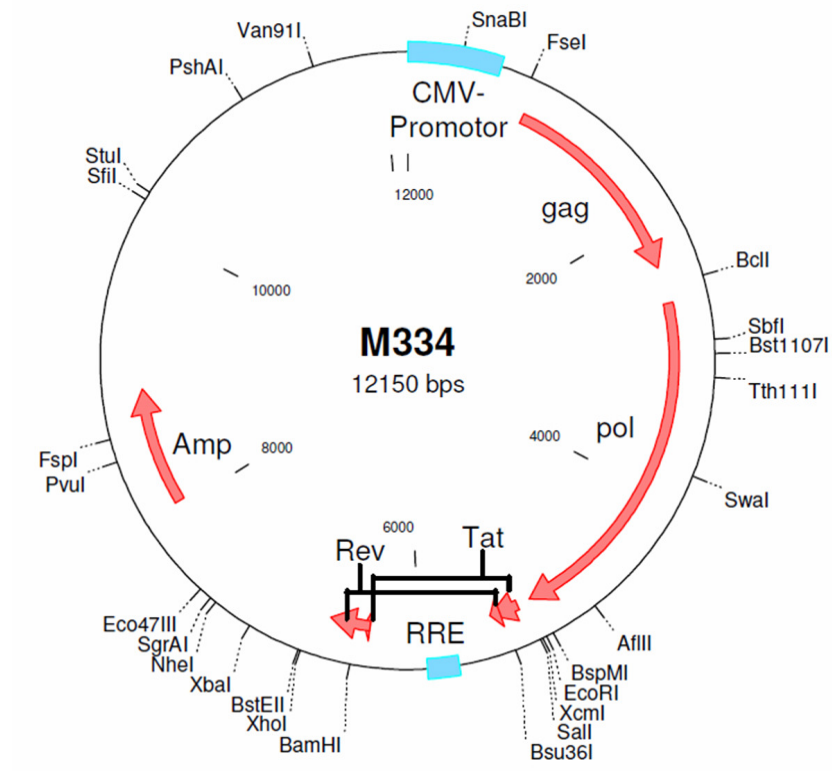 SnaBI
Van91I
FseI
PshAI
CMV-
Promotor
StuI
SfiI
12000
gag
BclI
2000
10000
SbfI
M334
Bst1107I
12150 bps
Tth111I
pol
4000
Amp
8000
FspI
PvuI
SwaI
6000
Tat
Rev
Eco47III
RRE
SgrAI
AflII
NheI
BspMI
XbaI
EcoRI
BstEII
XcmI
XhoI
SalI
BamHI
Bsu36I